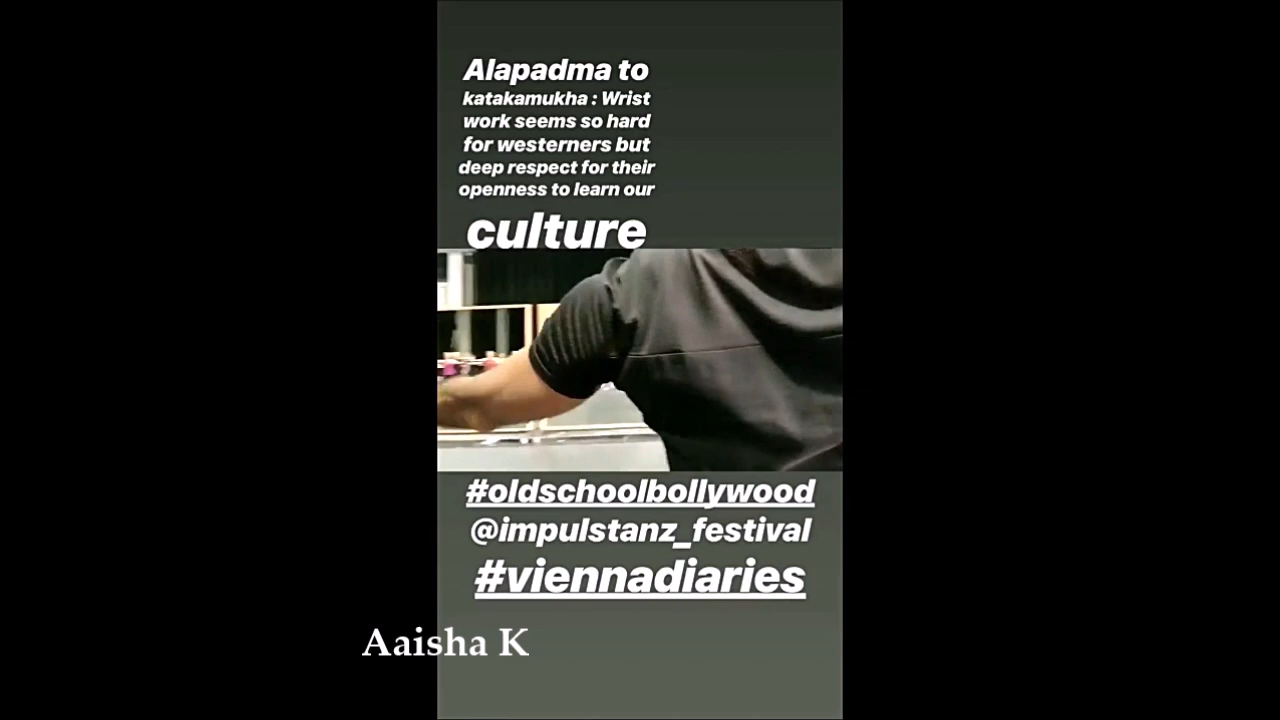 Alapadma to
katakamukha : Wrist
work seems so hard
for westerners but
deep respect for their
openness to learn our
culture
#oldschoolbollywood
@impulstanz_festival
#viennadiaries
Aaisha K